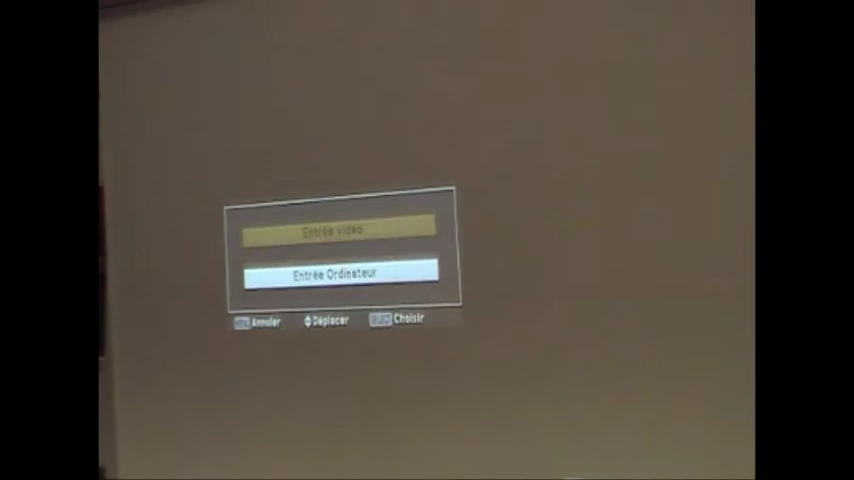 Entrée vidéo
Entrée Ordinateur
Annuler Déplacer Choisir